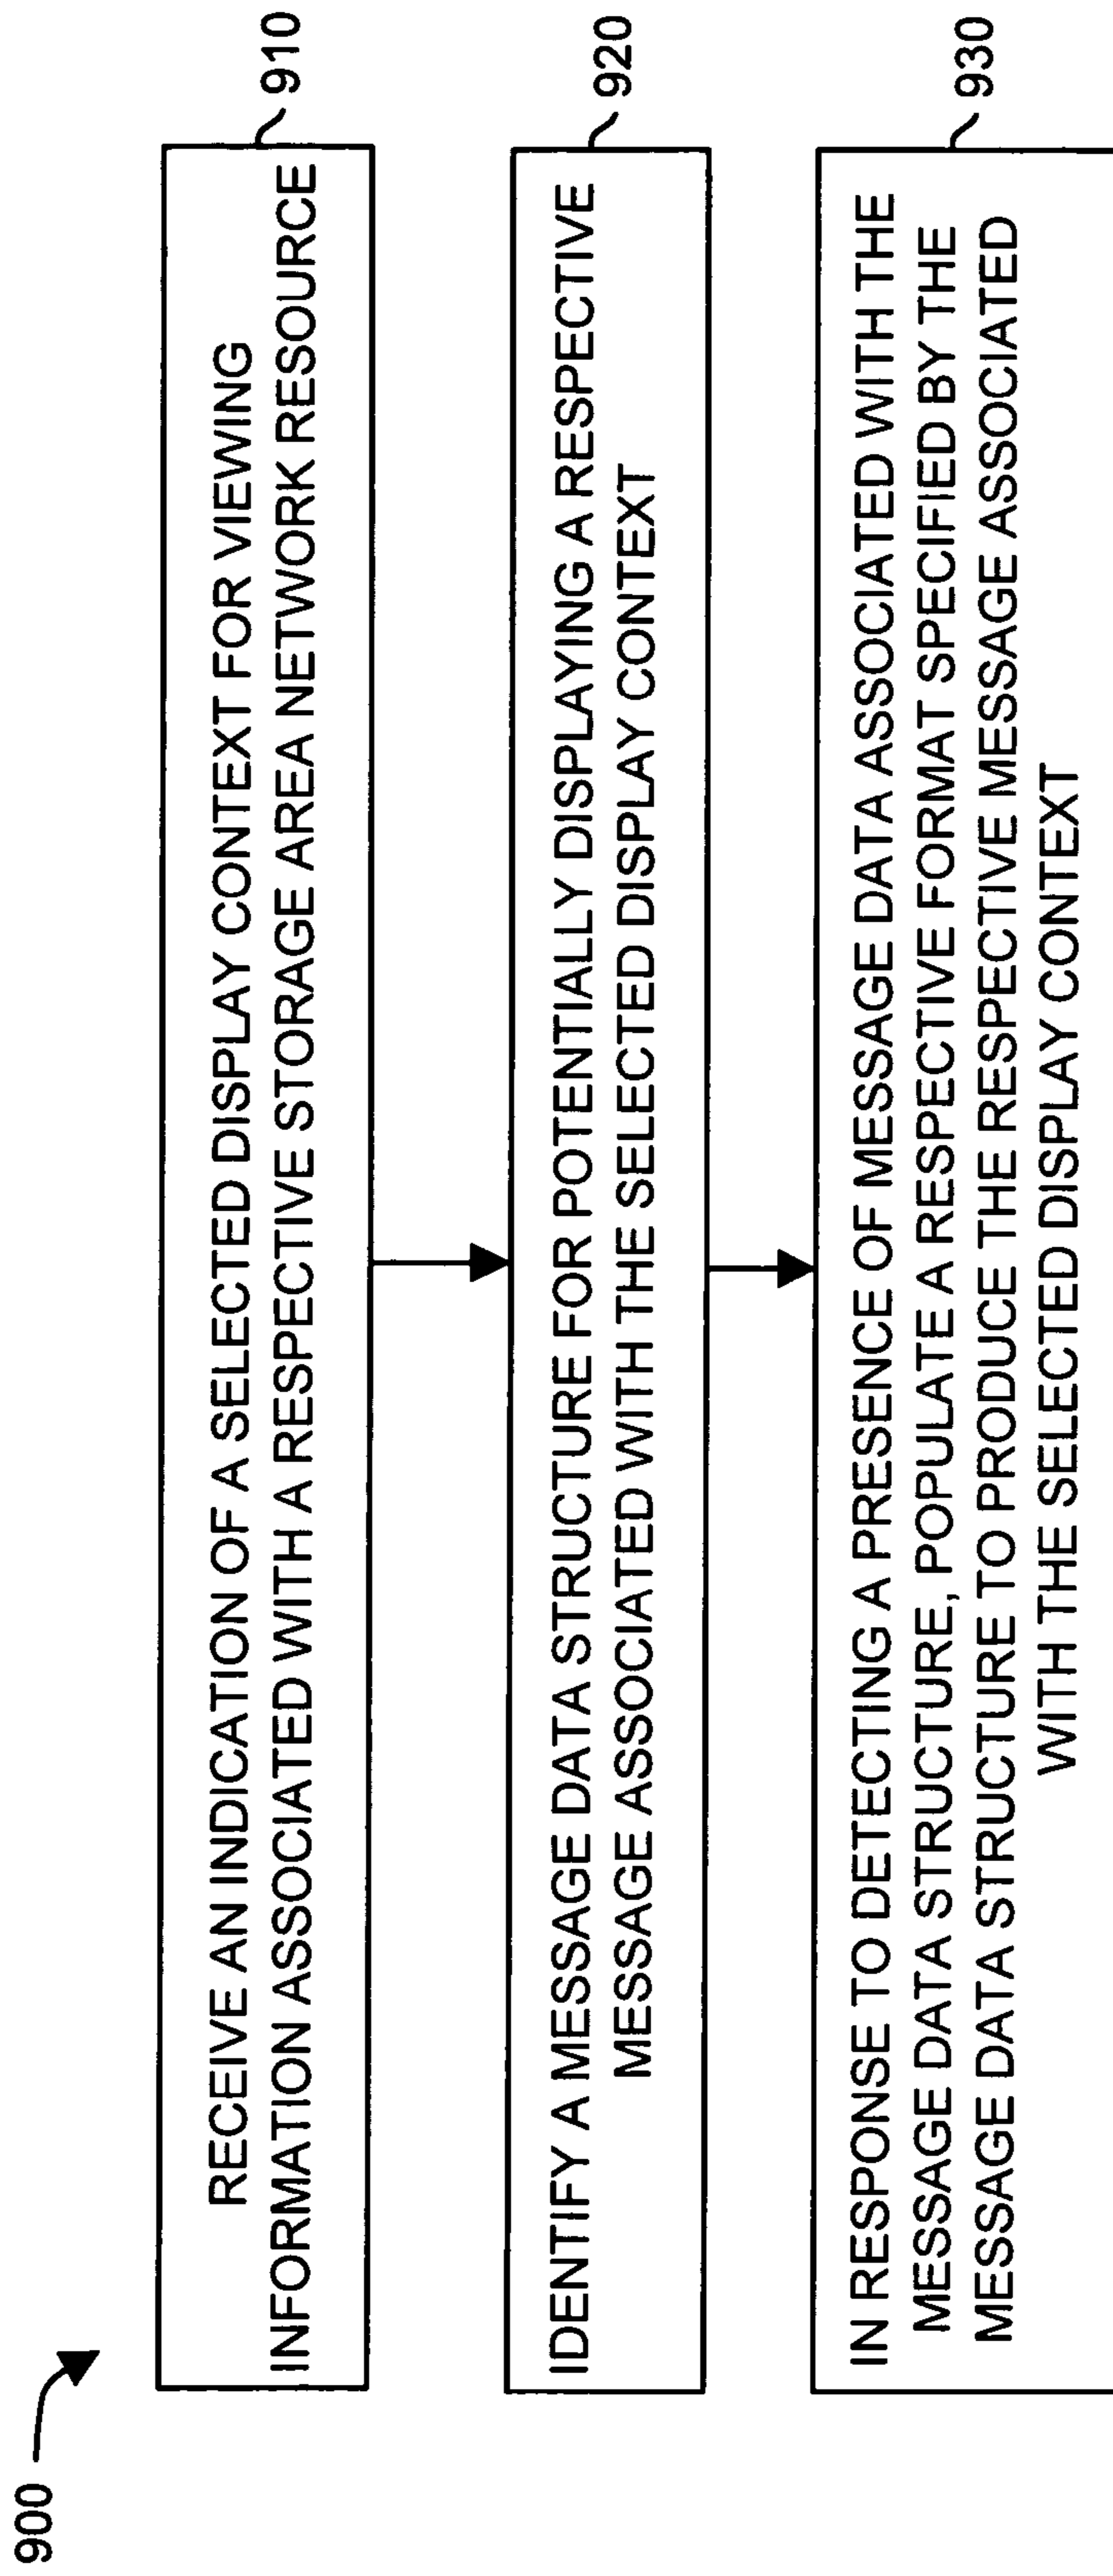 900
RECEIVE AN INDICATION OF A SELECTED DISPLAY CONTEXT FOR VIEWING
INFORMATION ASSOCIATED WITH A RESPECTIVE STORAGE AREA NETWORK RESOURCE
910
IDENTIFY A MESSAGE DATA STRUCTURE FOR POTENTIALLY DISPLAYING A RESPECTIVE
MESSAGE ASSOCIATED WITH THE SELECTED DISPLAY CONTEXT
920
IN RESPONSE TO DETECTING A PRESENCE OF MESSAGE DATA ASSOCIATED WITH THE
MESSAGE DATA STRUCTURE, POPULATE A RESPECTIVE FORMAT SPECIFIED BY THE
MESSAGE DATA STRUCTURE TO PRODUCE THE RESPECTIVE MESSAGE ASSOCIATED
WITH THE SELECTED DISPLAY CONTEXT
930